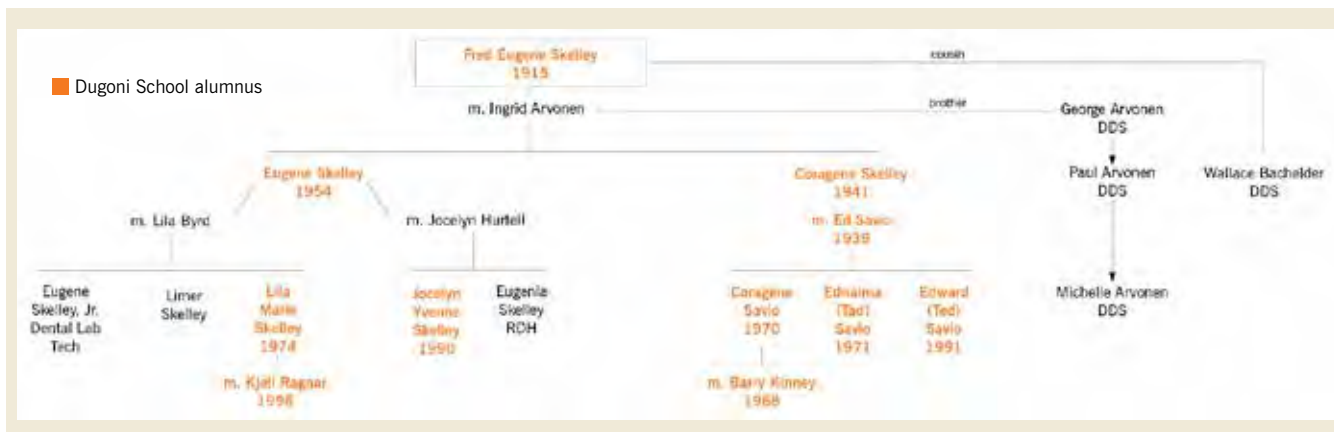 Fred Eugene Skelley
1915
cousin
Dugoni School alumnus
m. Ingrid Arvonen
brother
George Arvonen
DDS
Eugene Skelley
1954
Coragene Skelley
1941
Paul Arvonen
DDS
Wallace Bachelder
DDS
m. Lila Byrd
m. Jocelyn Hurtell
m. Ed Savio
1939
Eugene
Skelley, Jr.
Dental Lab
Tech
Limer
Skelley
Lila
Marie
Skelley
1974
Jocelyn
Yvonne
Skelley
1990
Eugenia
Skelley
RDH
Coragene
Savio
1970
(Tad)
Savio
1971
Edward
(Ted)
Savio
1991
Michelle Arvonen
DDS
m. Kjell Ragnar
m. Barry Kinney
1968